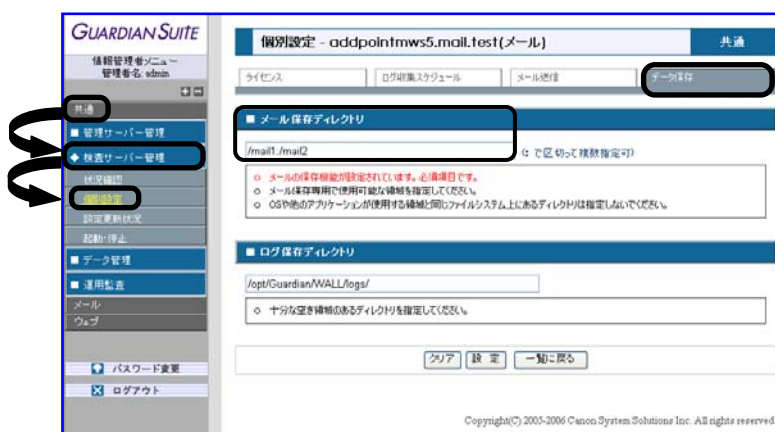 GUARDIAN SUITE
情報管理者メニュー
管理者名: admin
共通
■ 管理サーバー管理
◆ 検査サーバー管理
状況確認
個別設定
設定更新状況
起動・停止
■ データ管理
■ 運用監査
メール
ウェブ
パスワード変更
ログアウト
個別設定 - addpointmws5.mail.test(メール) 共通
ライセンス ログ収集スケジュール メール送信 データ保存
■ メール保存ディレクトリ
/mail1:/mail2 (: で区切って複数指定可)
メールの保存機能が設定されています。必須項目です。
メール保存専用で使用可能な領域を指定してください。
OSや他のアプリケーションが使用する領域と同じファイルシステム上にあるディレクトリは指定しないでください。
■ ログ保存ディレクトリ
/opt/Guardian/WALL/logs/
十分な空き領域のあるディレクトリを指定してください。
クリア 設 定 一覧に戻る
Copyright(C) 2005-2006 Canon System Solutions Inc. All rights reserved